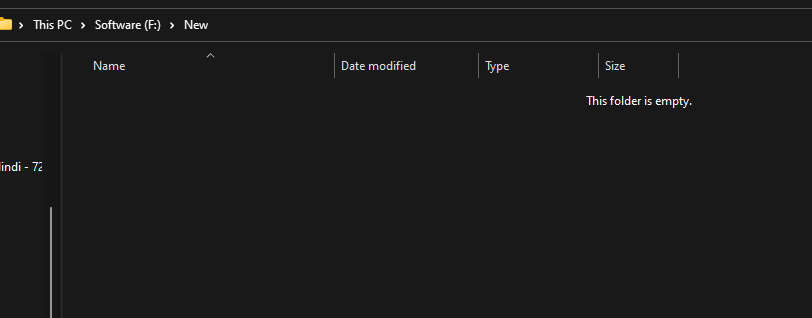 This PC > Software (F:) > New
Name Date modified Type Size
This folder is empty.
indi - 72